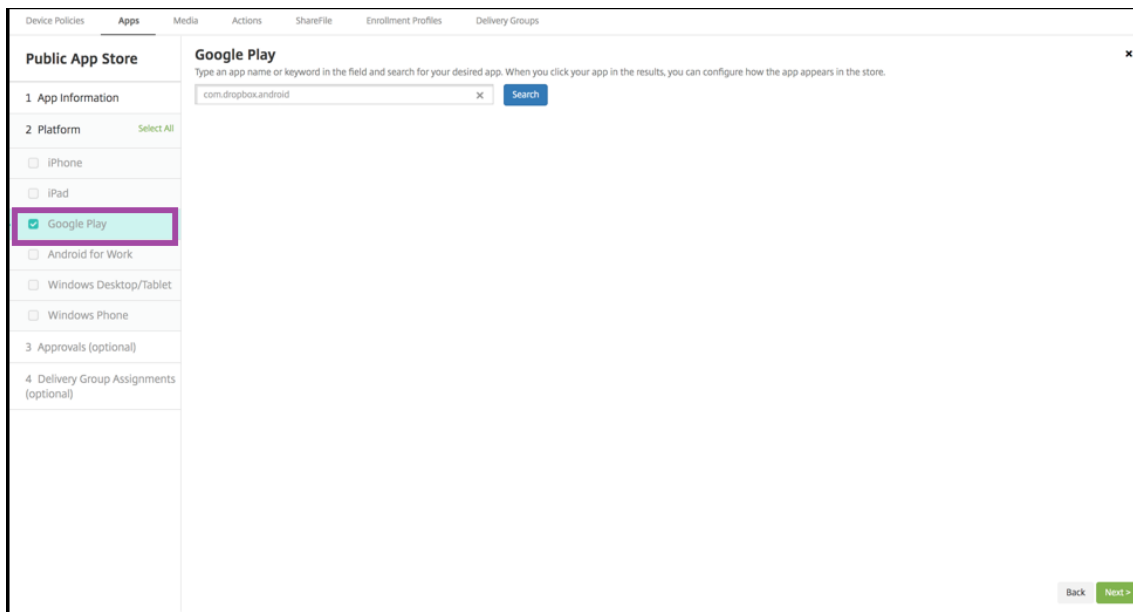 Device Policies Apps Media Actions ShareFile Enrollment Profiles Delivery Groups
Public App Store
1 App Information
2 Platform Select All
iPhone
iPad
Google Play
Android for Work
Windows Desktop/Tablet
Windows Phone
3 Approvals (optional)
4 Delivery Group Assignments
(optional)
Google Play
Type an app name or keyword in the field and search for your desired app. When you click your app in the results, you can configure how the app appears in the store.
com.dropbox.android Search
Back Next >